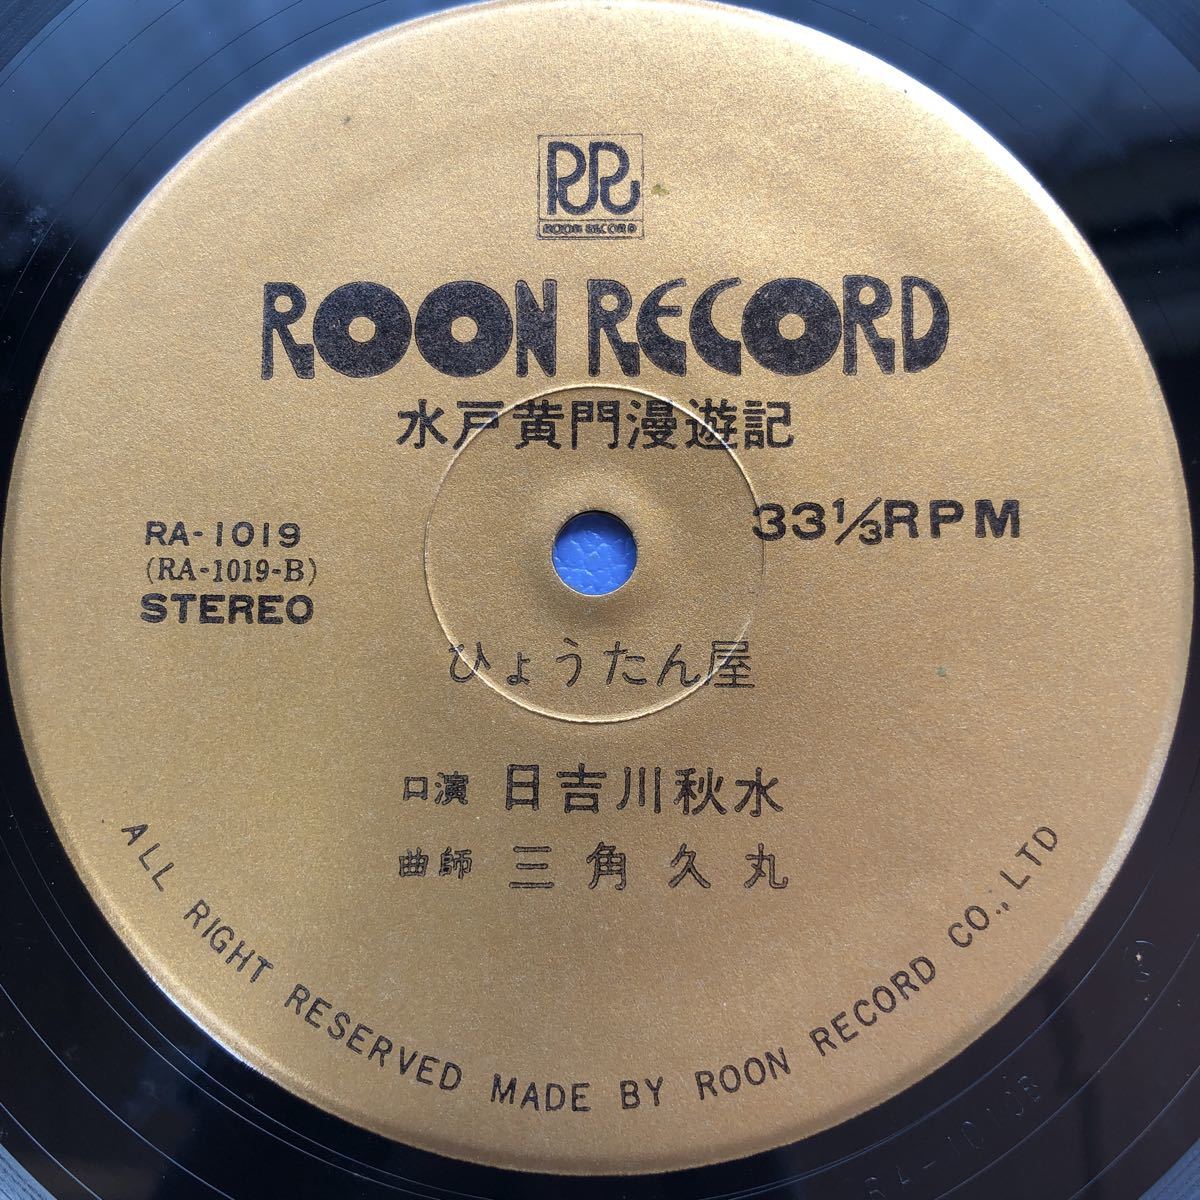 RR
ROON RECORD
ROON RECORD
水戸黄門漫遊記
RA-1019
(RA-1019-B)
STEREO
33⅓RPM
ひょうたん屋
口演 日吉川秋水
曲師 三角久丸
ALL RIGHT RESERVED MADE BY ROON RECORD CO., LTD